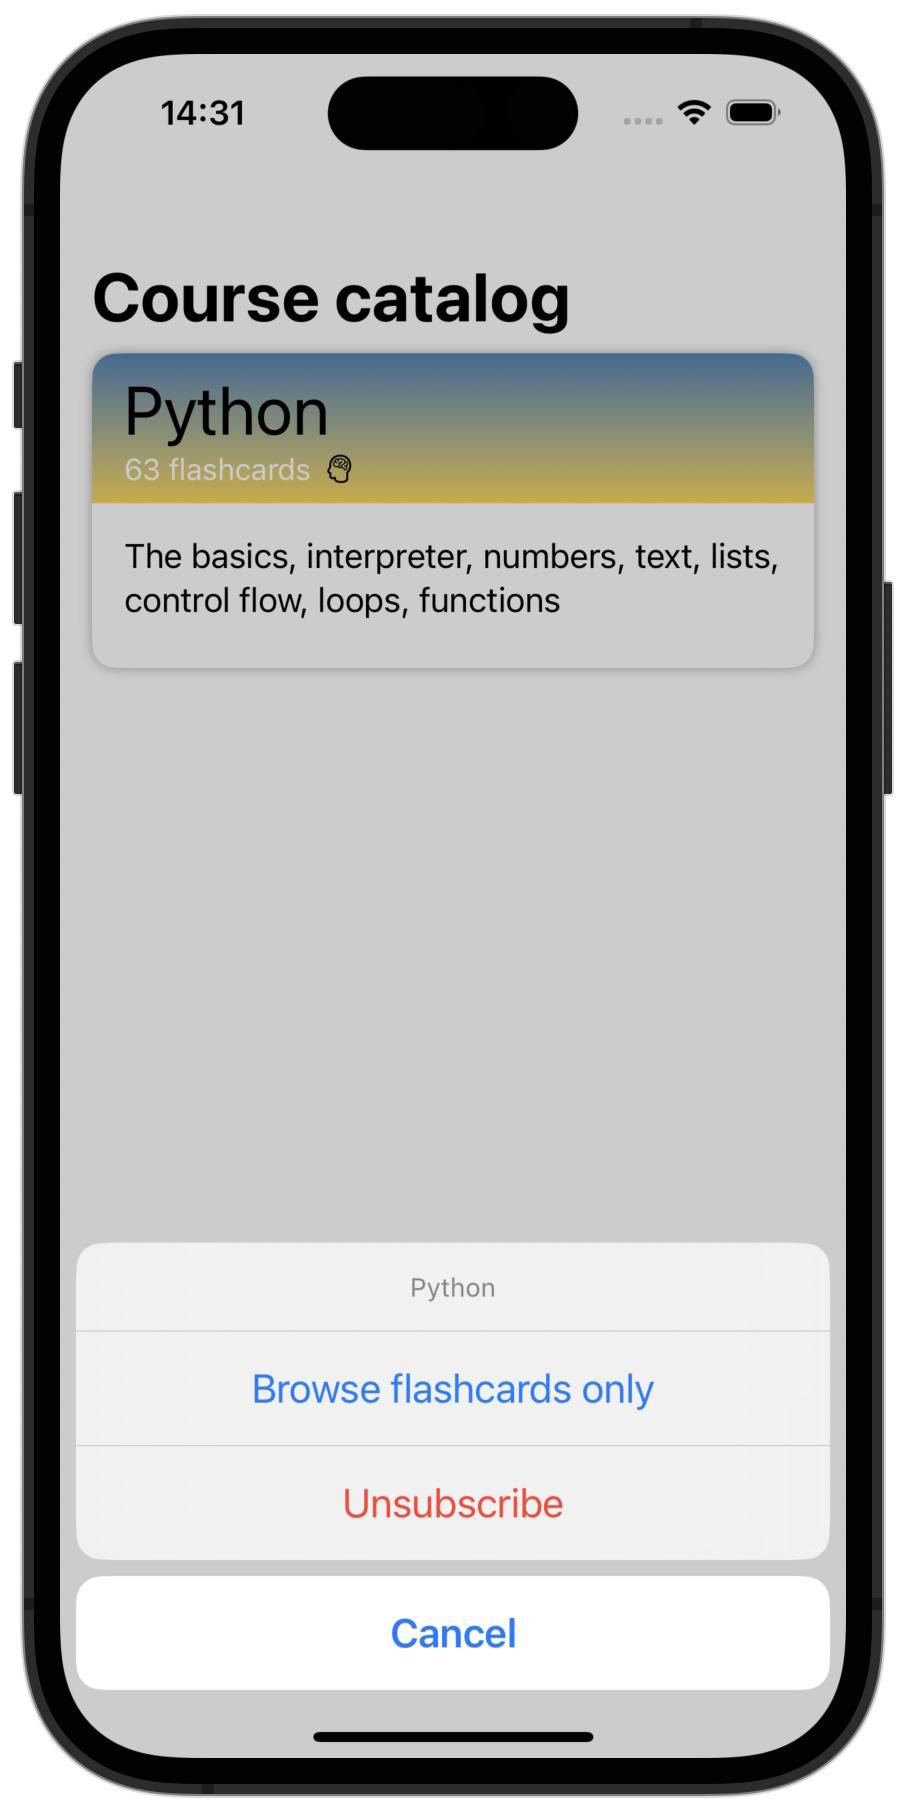 14:31
Course catalog
Python
63 flashcards
The basics, interpreter, numbers, text, lists,
control flow, loops, functions
Python
Browse flashcards only
Unsubscribe
Cancel